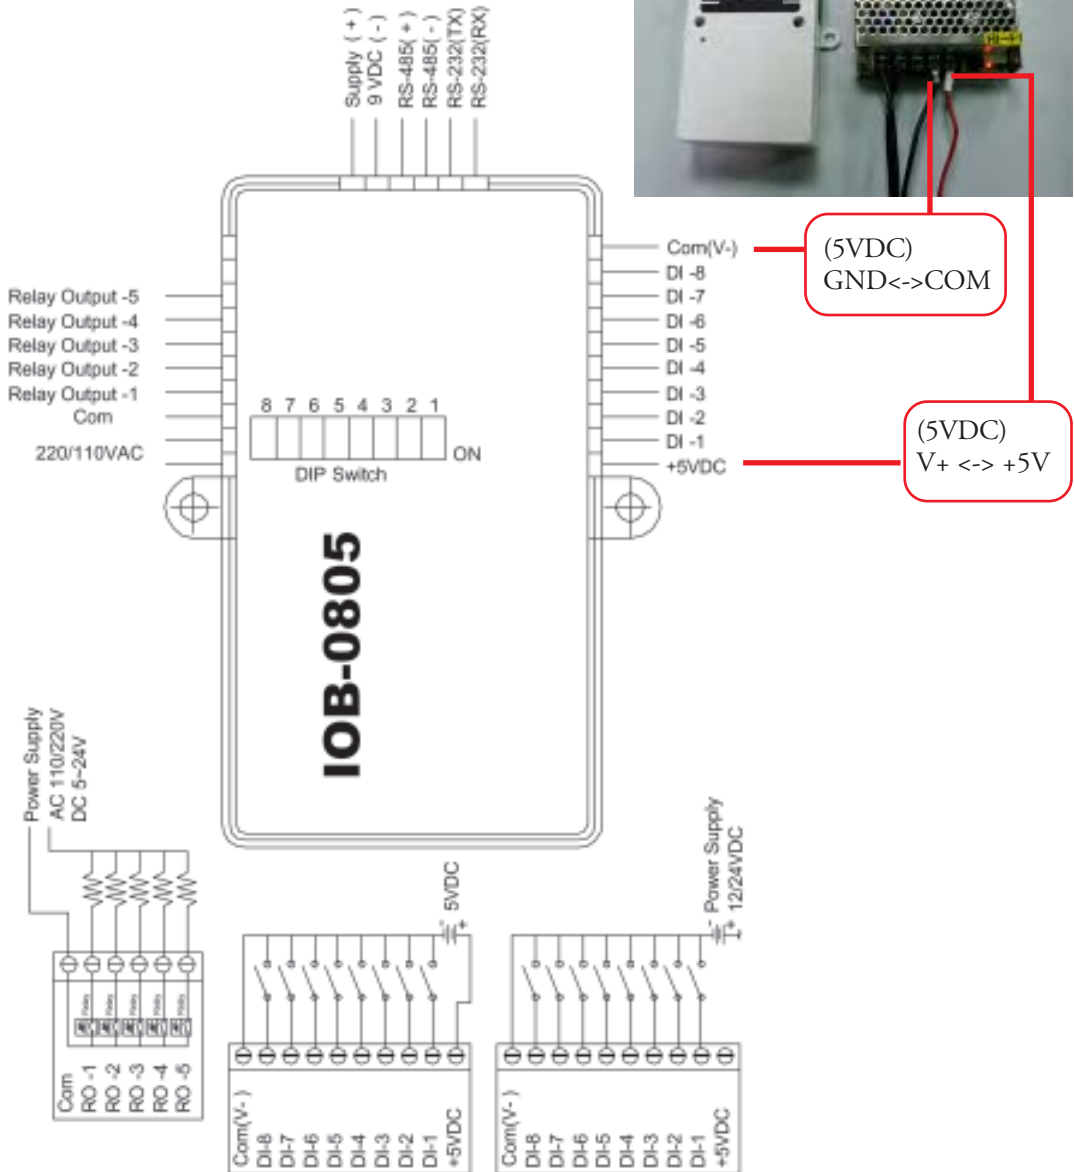 Supply (+)
9 VDC (-)
RS-485(+)
RS-485(-)
RS-232(TX)
RS-232(RX)
Com(V-)
DI -8
DI -7
DI -6
DI -5
DI -4
DI -3
DI -2
DI -1
+5VDC
(5VDC)
GND<->COM
(5VDC)
V+ <-> +5V
Relay Output -5
Relay Output -4
Relay Output -3
Relay Output -2
Relay Output -1
Com
220/110VAC
8 7 6 5 4 3 2 1
ON
DIP Switch
IOB-0805
Power Supply
AC 110/220V
DC 5~24V
Relay
Relay
Relay
Relay
Relay
Com
RO -1
RO -2
RO -3
RO -4
RO -5
- +
5VDC
Com(V-)
DI-8
DI-7
DI-6
DI-5
DI-4
DI-3
DI-2
DI-1
+5VDC
- Power Supply
+ 12/24VDC
Com(V-)
DI-8
DI-7
DI-6
DI-5
DI-4
DI-3
DI-2
DI-1
+5VDC